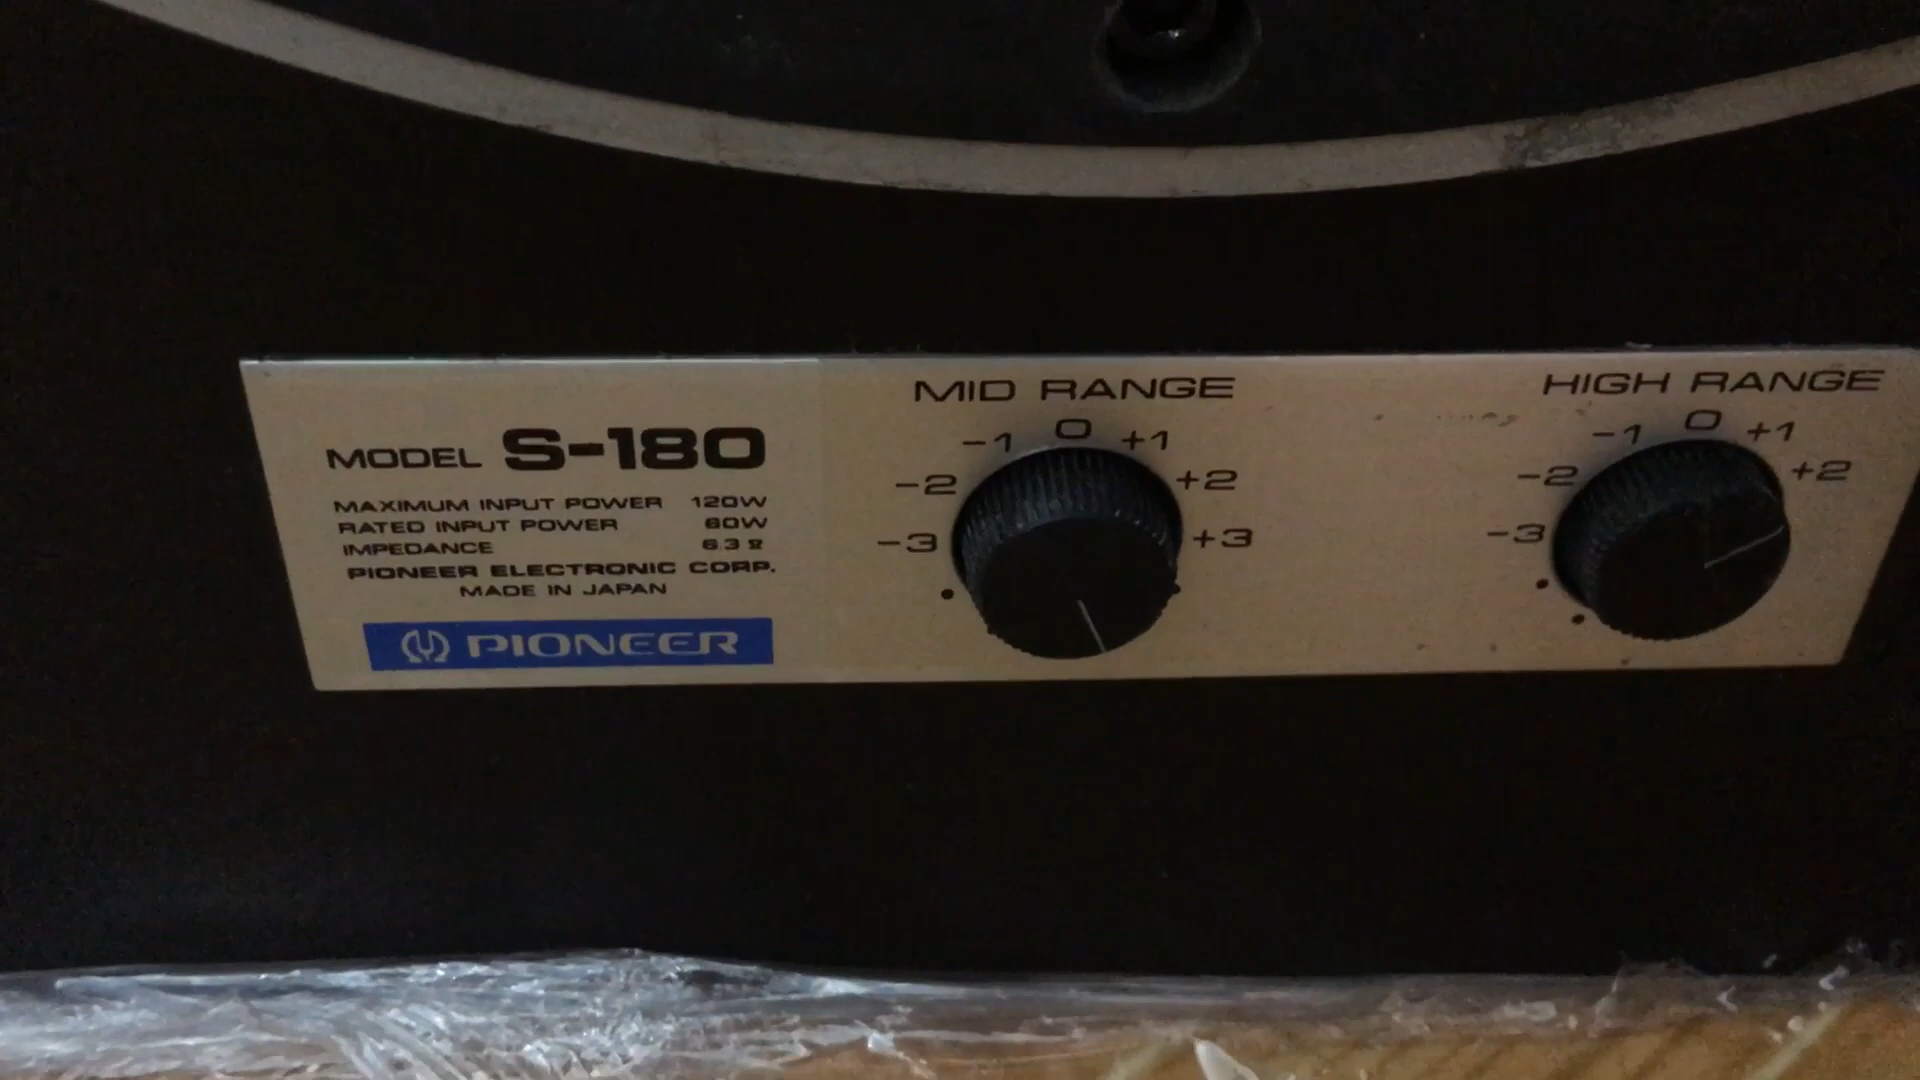 MODEL S-180
MAXIMUM INPUT POWER 120W
RATED INPUT POWER 60W
IMPEDANCE 6.3 Ω
PIONEER ELECTRONIC CORP.
MADE IN JAPAN
PIONEER
MID RANGE
-3 -2 -1 0 +1 +2 +3
HIGH RANGE
-3 -2 -1 0 +1 +2